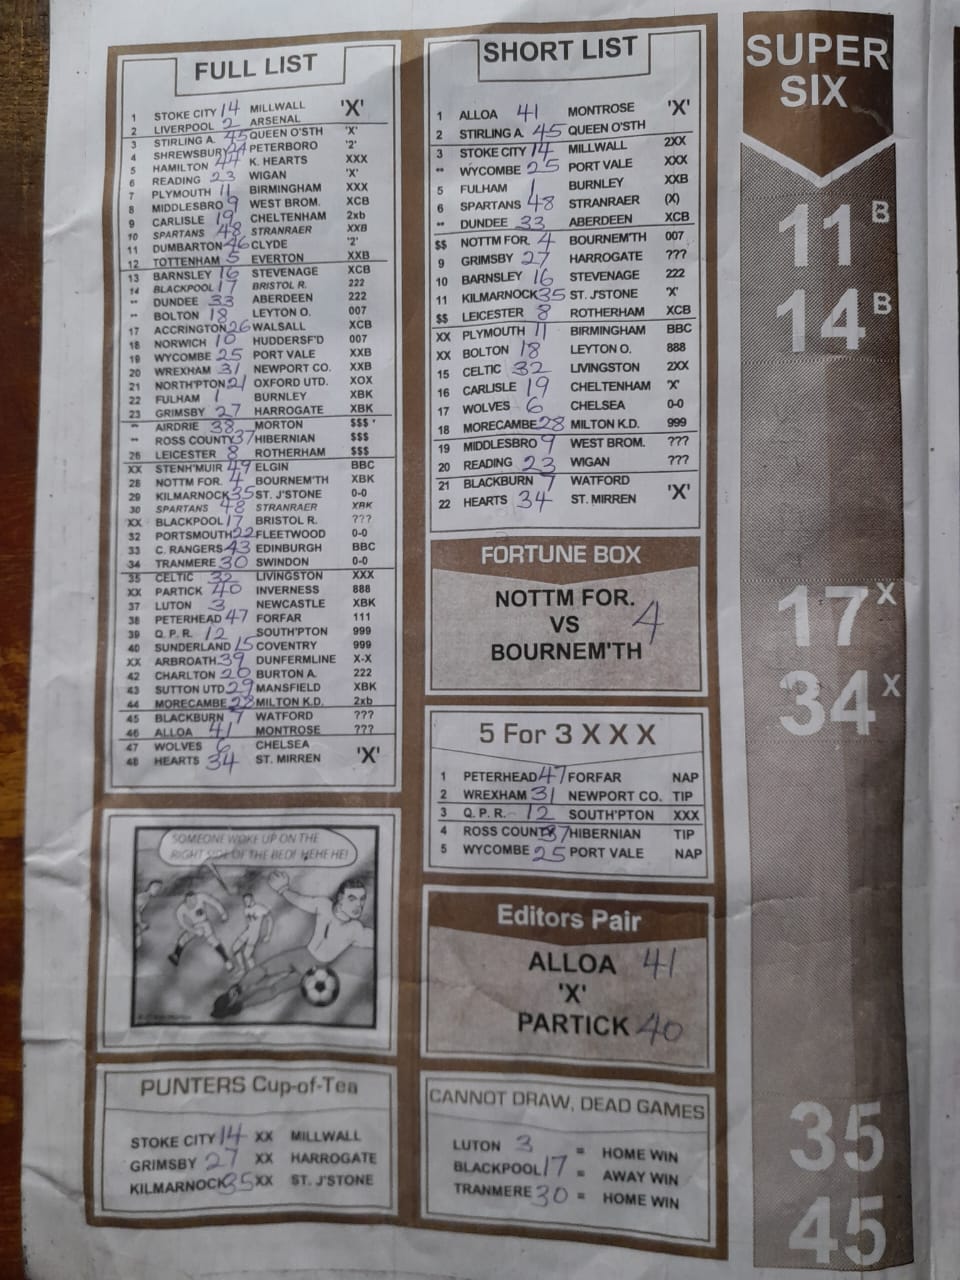 FULL LIST
1 STOKE CITY 14 MILLWALL 'X'
2 LIVERPOOL 2 ARSENAL
3 STIRLING A. 45 QUEEN O'STH 'X'
4 SHREWSBURY 24 PETERBORO '2'
5 HAMILTON 44 K. HEARTS XXX
6 READING 23 WIGAN 'X'
7 PLYMOUTH 11 BIRMINGHAM XXX
8 MIDDLESBRO 9 WEST BROM. XCB
9 CARLISLE 19 CHELTENHAM 2xb
10 SPARTANS 48 STRANRAER XXB
11 DUMBARTON 46 CLYDE '2'
12 TOTTENHAM 5 EVERTON XXB
13 BARNSLEY 16 STEVENAGE XCB
14 BLACKPOOL 17 BRISTOL R. 222
** DUNDEE 33 ABERDEEN 222
** BOLTON 18 LEYTON O. 007
17 ACCRINGTON 26 WALSALL XCB
18 NORWICH 10 HUDDERSF'D 007
19 WYCOMBE 25 PORT VALE XXB
20 WREXHAM 31 NEWPORT CO. XXB
21 NORTH'PTON 21 OXFORD UTD. XOX
22 FULHAM 1 BURNLEY XBK
23 GRIMSBY 27 HARROGATE XBK
** AIRDRIE 38 MORTON $$$
** ROSS COUNTY 37 HIBERNIAN $$$
26 LEICESTER 8 ROTHERHAM $$$
XX STENH'MUIR 49 ELGIN BBC
28 NOTTM FOR. 4 BOURNEM'TH XBK
29 KILMARNOCK 35 ST. J'STONE 0-0
30 SPARTANS 48 STRANRAER XBK
XX BLACKPOOL 17 BRISTOL R. ???
32 PORTSMOUTH 22 FLEETWOOD 0-0
33 C. RANGERS 43 EDINBURGH BBC
34 TRANMERE 30 SWINDON 0-0
35 CELTIC 32 LIVINGSTON XXX
XX PARTICK 40 INVERNESS 888
37 LUTON 3 NEWCASTLE XBK
38 PETERHEAD 47 FORFAR 111
39 Q. P. R. 12 SOUTH'PTON 999
40 SUNDERLAND 15 COVENTRY 999
XX ARBROATH 39 DUNFERMLINE X-X
42 CHARLTON 20 BURTON A. 222
43 SUTTON UTD 29 MANSFIELD XBK
44 MORECAMBE 28 MILTON K.D. 2xb
45 BLACKBURN 7 WATFORD ???
46 ALLOA 41 MONTROSE ???
47 WOLVES 6 CHELSEA 'X'
48 HEARTS 34 ST. MIRREN
SOMEONE WOKE UP ON THE
RIGHT SIDE OF THE BED! HEHE HE!
PUNTERS Cup-of-Tea
STOKE CITY 14 XX MILLWALL
GRIMSBY 27 XX HARROGATE
KILMARNOCK 35 XX ST. J'STONE
SHORT LIST
1 ALLOA 41 MONTROSE 'X'
2 STIRLING A. 45 QUEEN O'STH
3 STOKE CITY 14 MILLWALL 2XX
** WYCOMBE 25 PORT VALE XXX
5 FULHAM 1 BURNLEY XXB
6 SPARTANS 48 STRANRAER (X)
** DUNDEE 33 ABERDEEN XCB
$$ NOTTM FOR. 4 BOURNEM'TH 007
9 GRIMSBY 27 HARROGATE ???
10 BARNSLEY 16 STEVENAGE 222
11 KILMARNOCK 35 ST. J'STONE 'X'
$$ LEICESTER 8 ROTHERHAM XCB
XX PLYMOUTH 11 BIRMINGHAM BBC
XX BOLTON 18 LEYTON O. 888
15 CELTIC 32 LIVINGSTON 2XX
16 CARLISLE 19 CHELTENHAM 'X'
17 WOLVES 6 CHELSEA 0-0
18 MORECAMBE 28 MILTON K.D. 999
19 MIDDLESBRO 9 WEST BROM. ???
20 READING 23 WIGAN ???
21 BLACKBURN 7 WATFORD 'X'
22 HEARTS 34 ST. MIRREN
FORTUNE BOX
NOTTM FOR.
VS 4
BOURNEM'TH
5 For 3 X X X
1 PETERHEAD 47 FORFAR NAP
2 WREXHAM 31 NEWPORT CO. TIP
3 Q. P. R. 12 SOUTH'PTON XXX
4 ROSS COUNTY 37 HIBERNIAN TIP
5 WYCOMBE 25 PORT VALE NAP
Editors Pair
ALLOA 41
'X'
PARTICK 40
CANNOT DRAW, DEAD GAMES
LUTON 3 = HOME WIN
BLACKPOOL 17 = AWAY WIN
TRANMERE 30 = HOME WIN
SUPER
SIX
11 B
14 B
17 X
34 X
35
45